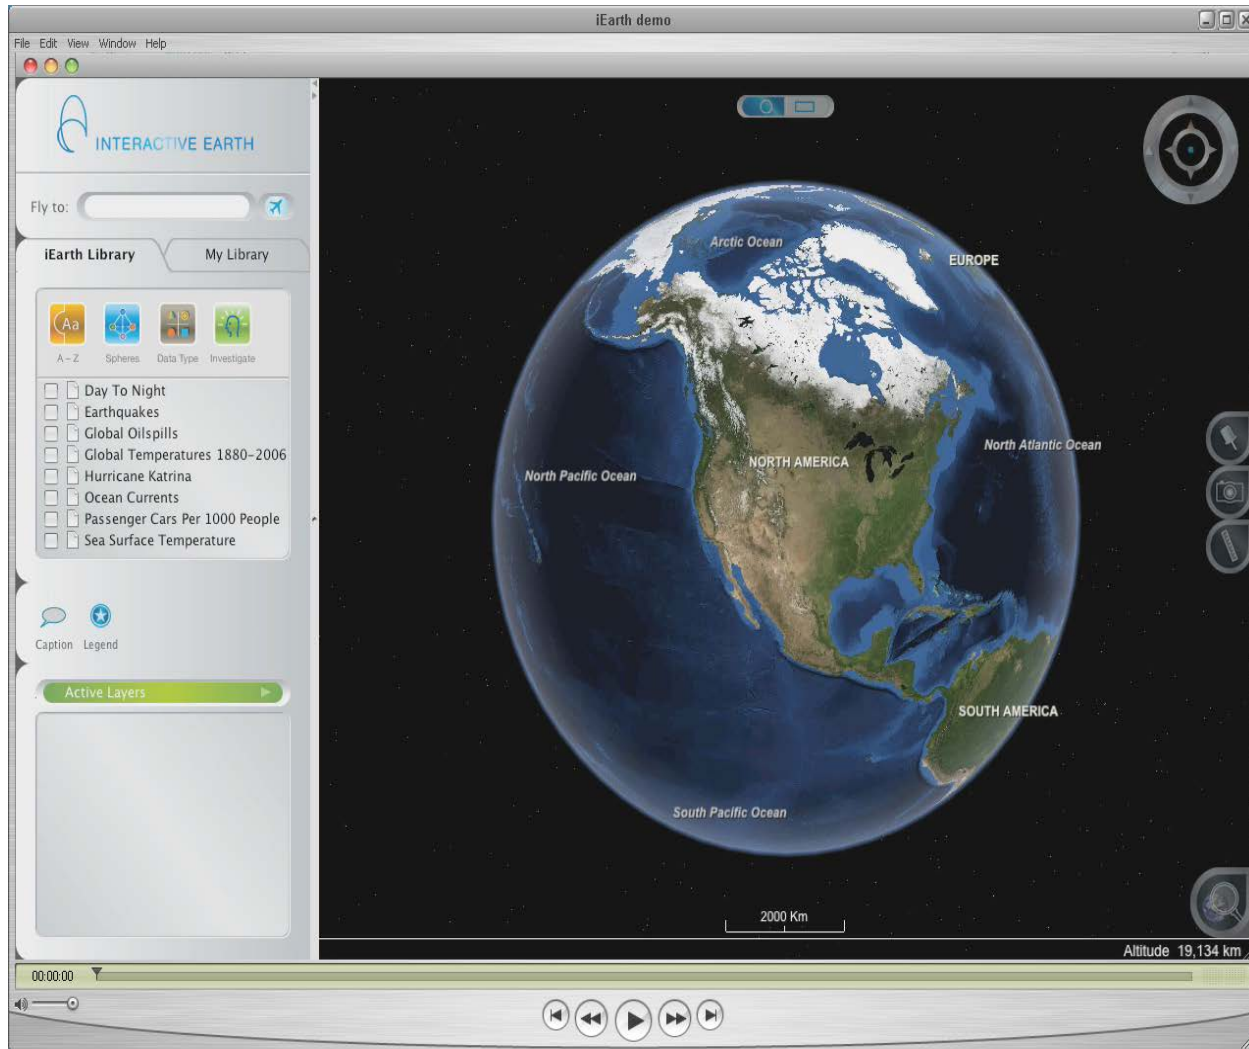 iEarth demo
File Edit View Window Help
INTERACTIVE EARTH
Fly to:
iEarth Library
My Library
Aa
A – Z
Spheres
Data Type
Investigate
Day To Night
Earthquakes
Global Oilspills
Global Temperatures 1880–2006
Hurricane Katrina
Ocean Currents
Passenger Cars Per 1000 People
Sea Surface Temperature
Caption
Legend
Active Layers
Arctic Ocean
EUROPE
North Atlantic Ocean
NORTH AMERICA
North Pacific Ocean
SOUTH AMERICA
South Pacific Ocean
2000 Km
Altitude 19,134 km
00:00:00